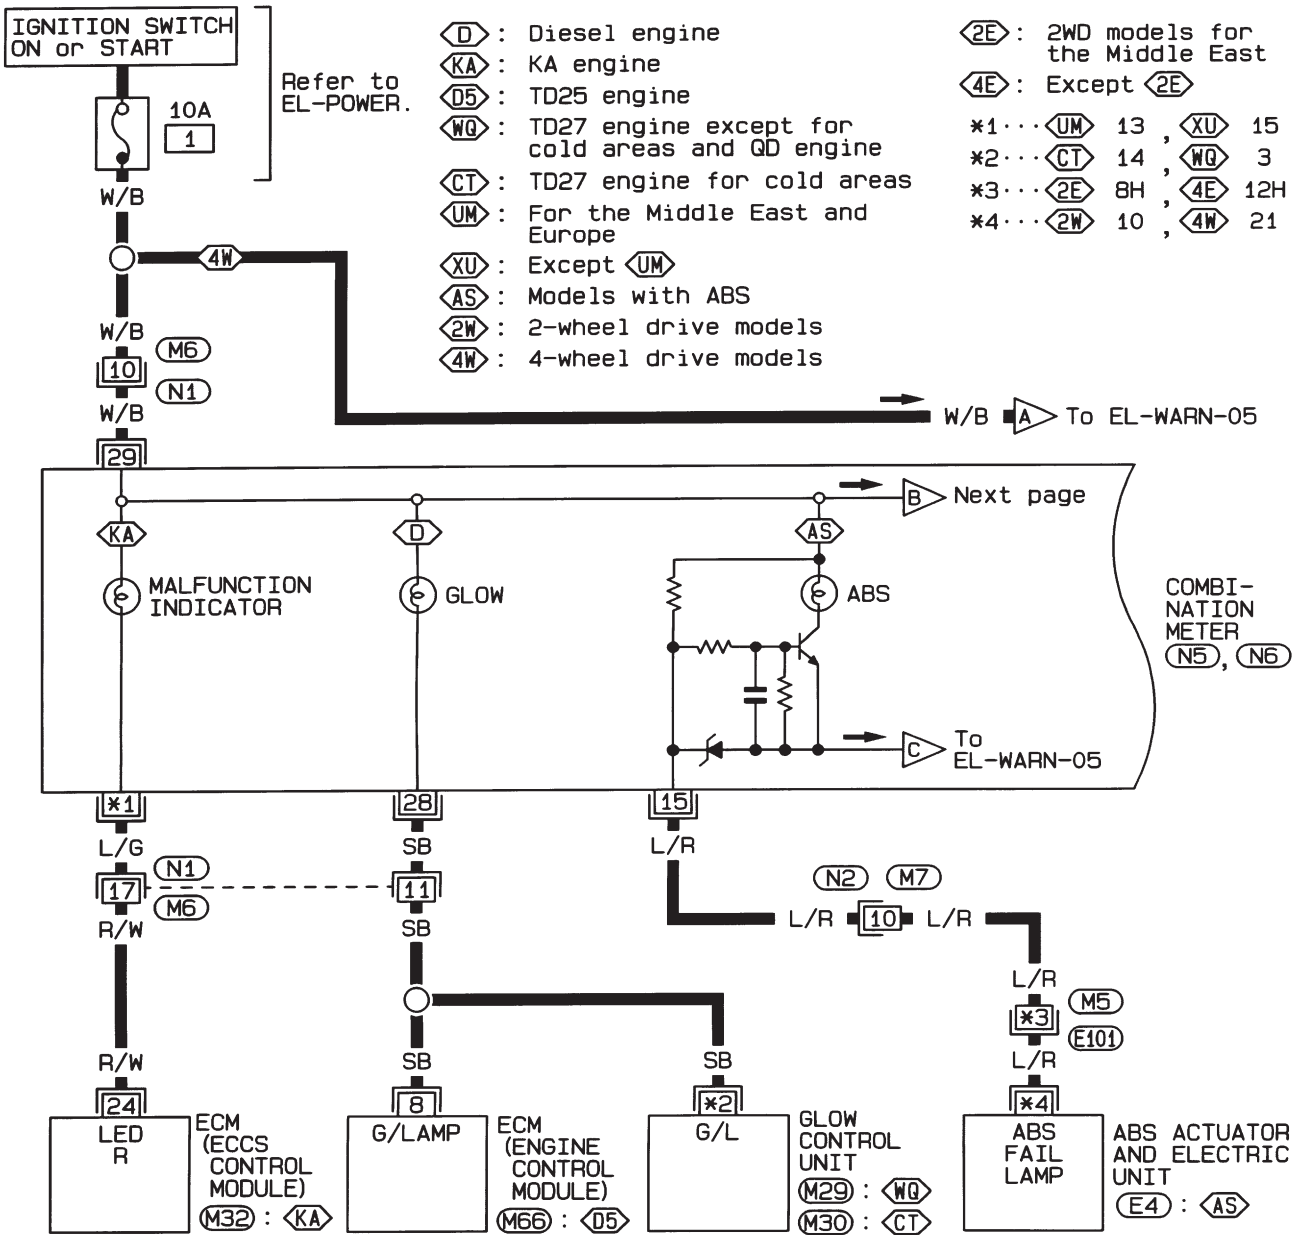 IGNITION SWITCH
ON or START
10A
1
Refer to
EL-POWER.
D : Diesel engine
KA : KA engine
D5 : TD25 engine
WQ : TD27 engine except for
cold areas and QD engine
CT : TD27 engine for cold areas
UM : For the Middle East and
Europe
XU : Except UM
AS : Models with ABS
2W : 2-wheel drive models
4W : 4-wheel drive models
2E : 2WD models for
the Middle East
4E : Except 2E
*1··· UM 13 , XU 15
*2··· CT 14 , WQ 3
*3··· 2E 8H , 4E 12H
*4··· 2W 10 , 4W 21
W/B
4W
W/B
10
M6
N1
W/B
29
W/B A To EL-WARN-05
B Next page
KA
D
AS
MALFUNCTION
INDICATOR
GLOW
ABS
COMBI-
NATION
METER
N5 , N6
C To
EL-WARN-05
*1
28
15
L/G
SB
L/R
N1
17
11
M6
R/W
SB
N2 M7
L/R 10 L/R
L/R
*3
M5
E101
R/W
SB
SB
L/R
24
8
*2
*4
LED
R
ECM
(ECCS
CONTROL
MODULE)
M32 : KA
G/LAMP
ECM
(ENGINE
CONTROL
MODULE)
M66 : D5
G/L
GLOW
CONTROL
UNIT
M29 : WQ
M30 : CT
ABS
FAIL
LAMP
ABS ACTUATOR
AND ELECTRIC
UNIT
E4 : AS